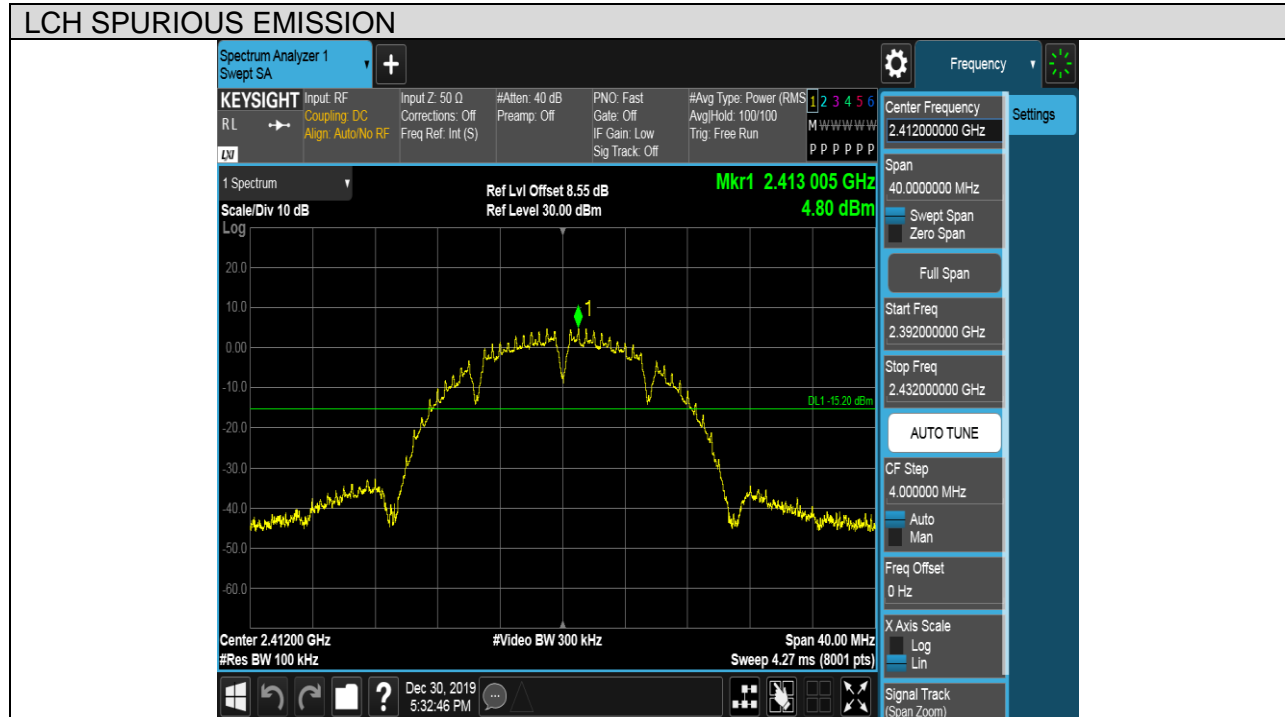 LCH SPURIOUS EMISSION
Spectrum Analyzer 1
Swept SA
+
Frequency
KEYSIGHT
RL
LXI
Input: RF
Coupling: DC
Align: Auto/No RF
Input Z: 50 Ω
Corrections: Off
Freq Ref: Int (S)
#Atten: 40 dB
Preamp: Off
PNO: Fast
Gate: Off
IF Gain: Low
Sig Track: Off
#Avg Type: Power (RMS
Avg|Hold: 100/100
Trig: Free Run
1 2 3 4 5 6
M W W W W W
P P P P P P
1 Spectrum
Scale/Div 10 dB
Log
Ref Lvl Offset 8.55 dB
Ref Level 30.00 dBm
Mkr1 2.413 005 GHz
4.80 dBm
20.0
10.0
0.00
-10.0
-20.0
-30.0
-40.0
-50.0
-60.0
1
DL1 -15.20 dBm
Center 2.41200 GHz
#Res BW 100 kHz
#Video BW 300 kHz
Span 40.00 MHz
Sweep 4.27 ms (8001 pts)
?
Dec 30, 2019
5:32:46 PM
Center Frequency
2.412000000 GHz
Settings
Span
40.0000000 MHz
Swept Span
Zero Span
Full Span
Start Freq
2.392000000 GHz
Stop Freq
2.432000000 GHz
AUTO TUNE
CF Step
4.000000 MHz
Auto
Man
Freq Offset
0 Hz
X Axis Scale
Log
Lin
Signal Track
(Span Zoom)